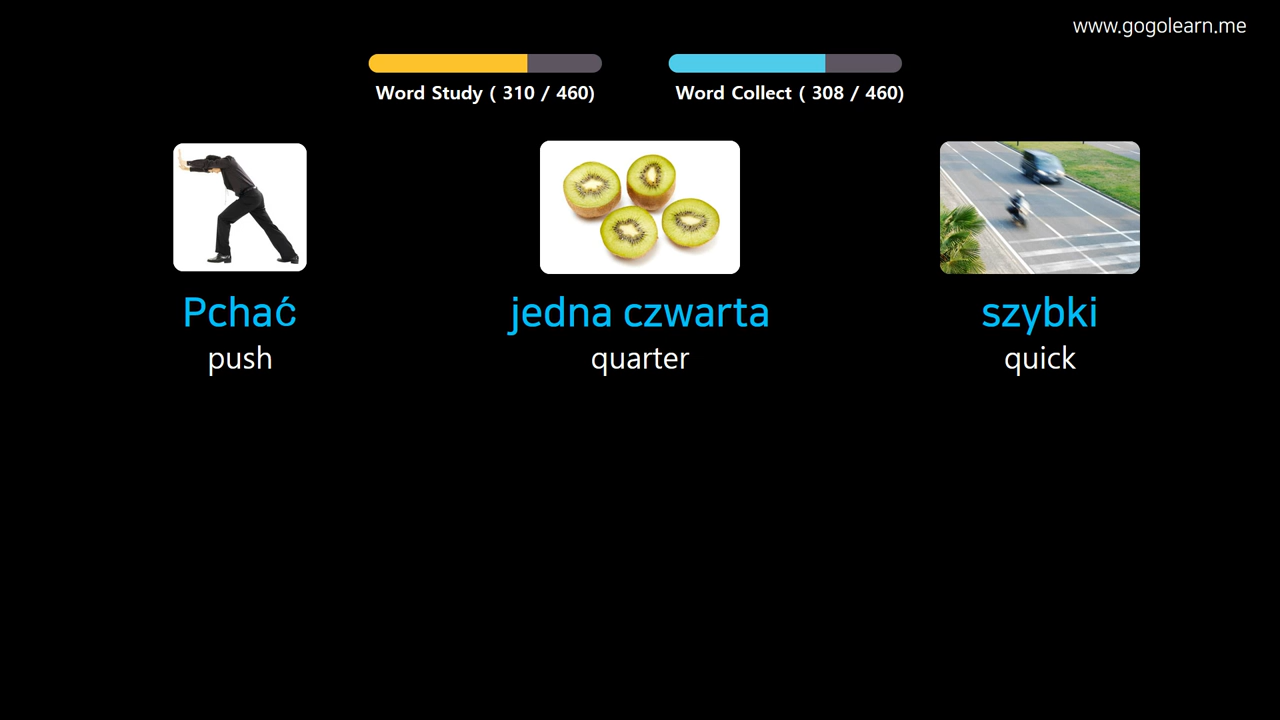 www.gogolearn.me
Word Study ( 310 / 460)
Word Collect ( 308 / 460)
Pchać
jedna czwarta
szybki
push
quarter
quick